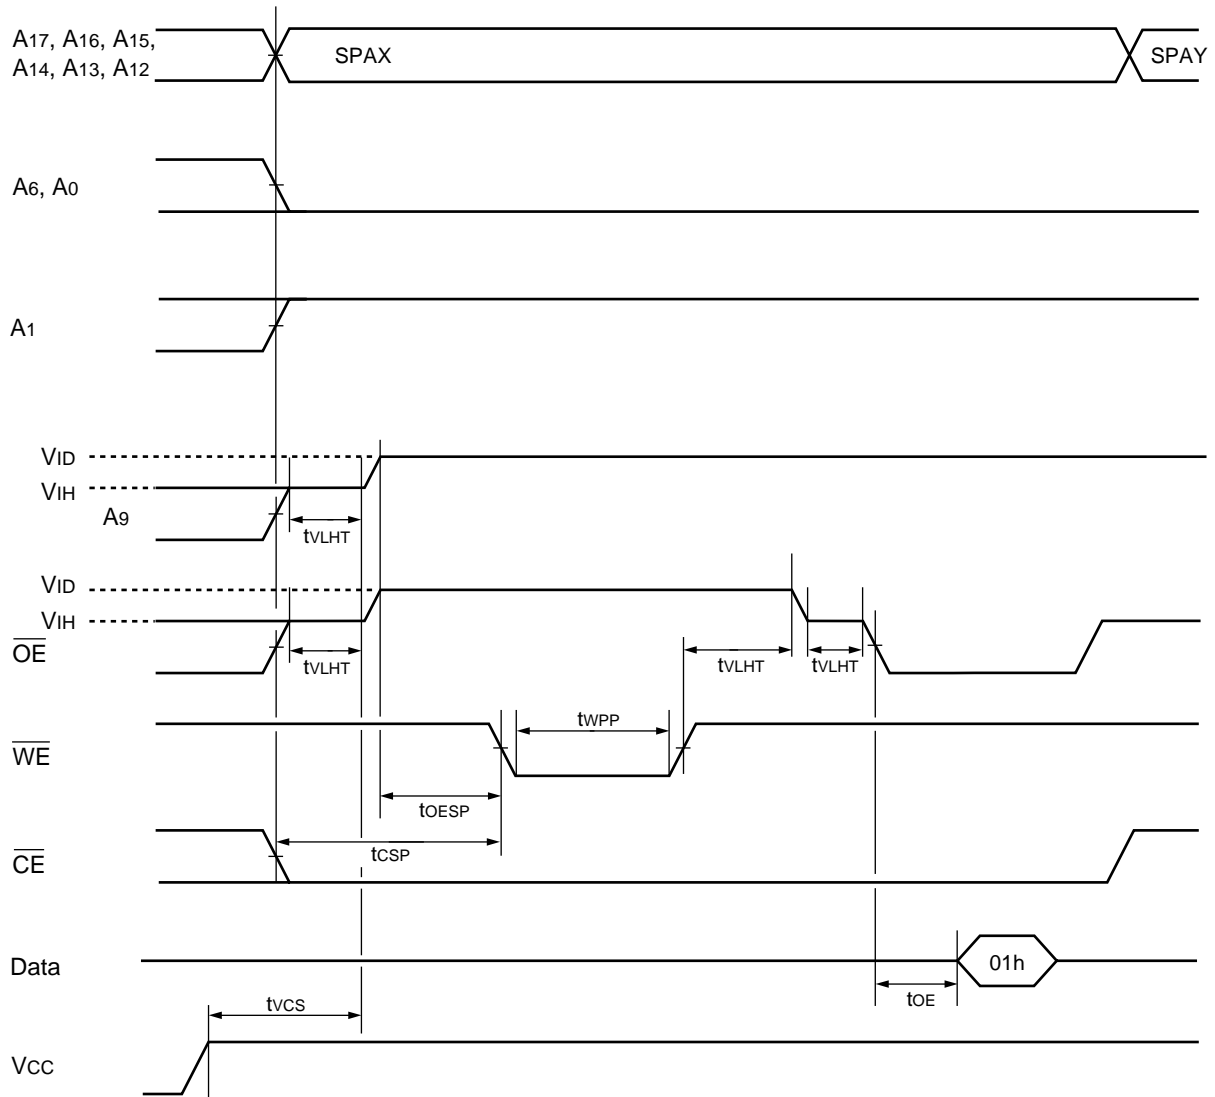 A17, A16, A15,
A14, A13, A12
SPAX
SPAY
A6, A0
A1
VID
VIH
A9
tVLHT
VID
VIH
OE
tVLHT
tVLHT
tVLHT
WE
tWPP
tOESP
tCSP
CE
Data
01h
tOE
tVCS
VCC